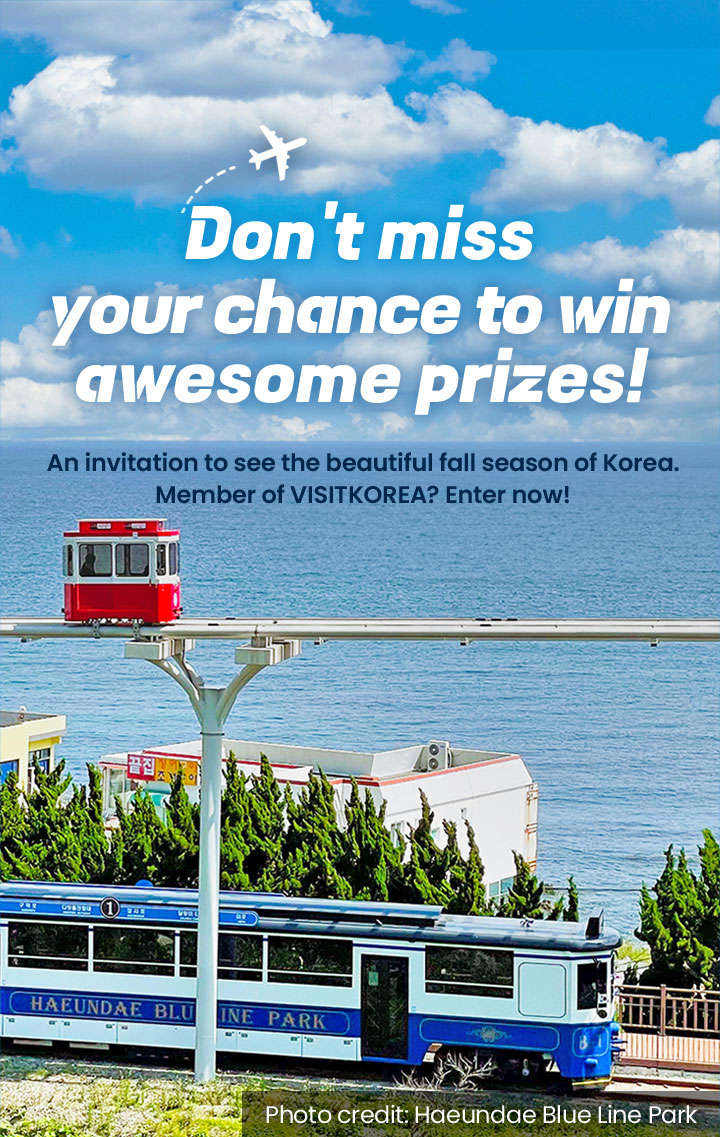 Don't miss
your chance to win
awesome prizes!
An invitation to see the beautiful fall season of Korea.
Member of VISITKOREA? Enter now!
1
HAEUNDAE BLUE LINE PARK
Photo credit: Haeundae Blue Line Park